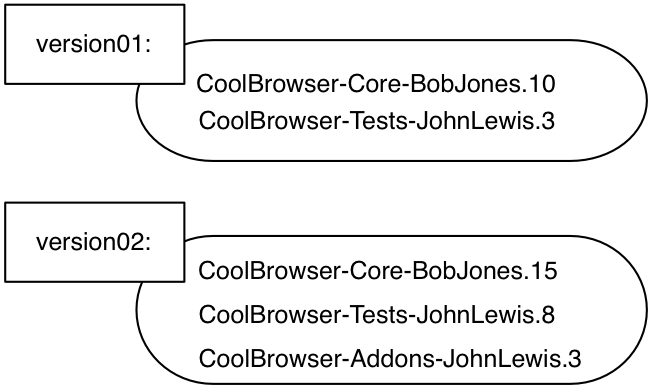 version01:
CoolBrowser-Core-BobJones.10
CoolBrowser-Tests-JohnLewis.3
version02:
CoolBrowser-Core-BobJones.15
CoolBrowser-Tests-JohnLewis.8
CoolBrowser-Addons-JohnLewis.3